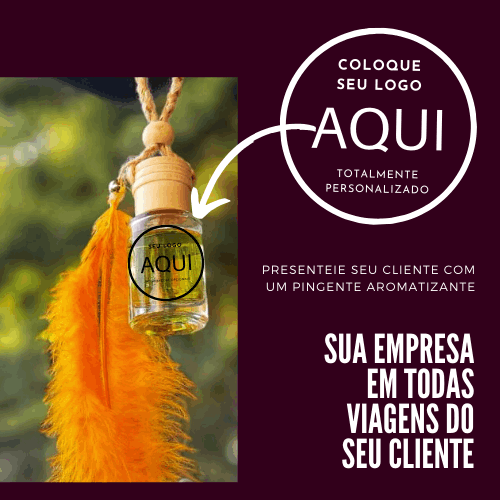 COLOQUE
SEU LOGO
AQUI
TOTALMENTE
PERSONALIZADO
SEU LOGO
AQUI
PRESENTEIE SEU CLIENTE COM
UM PINGENTE AROMATIZANTE
SUA EMPRESA
EM TODAS
VIAGENS DO
SEU CLIENTE